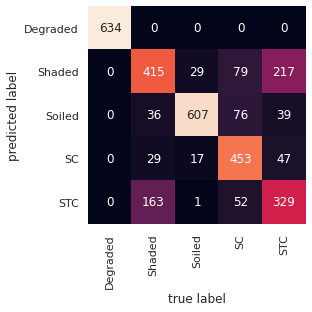 predicted label
Degraded 634 0 0 0 0
Shaded 0 415 29 79 217
Soiled 0 36 607 76 39
SC 0 29 17 453 47
STC 0 163 1 52 329
Degraded Shaded Soiled SC STC
true label